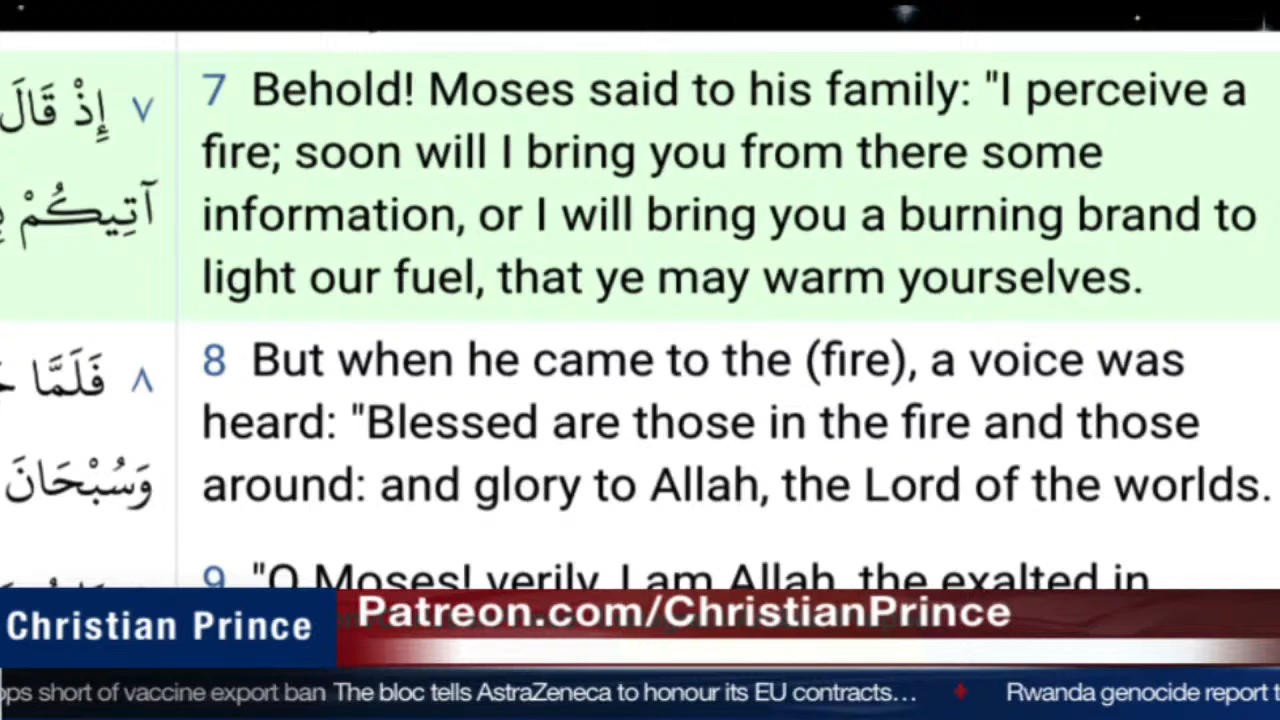 7 Behold! Moses said to his family: "I perceive a
fire; soon will I bring you from there some
information, or I will bring you a burning brand to
light our fuel, that ye may warm yourselves.
٧ إِذْ قَالَ
آتِيكُمْ
8 But when he came to the (fire), a voice was
heard: "Blessed are those in the fire and those
around: and glory to Allah, the Lord of the worlds.
٨ فَلَمَّا
وَسُبْحَانَ
9 "O Moses! verily, I am Allah, the exalted in
Christian Prince
Patreon.com/ChristianPrince
ops short of vaccine export ban The bloc tells AstraZeneca to honour its EU contracts... Rwanda genocide report